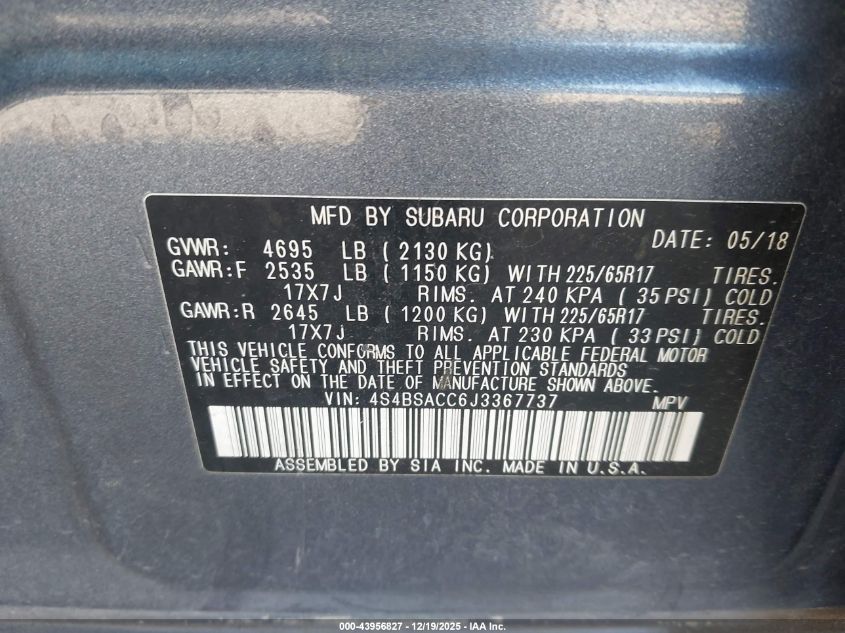 MFD BY SUBARU CORPORATION
DATE: 05/18
GVWR: 4695 LB ( 2130 KG)
GAWR:F 2535 LB ( 1150 KG) WITH 225/65R17 TIRES.
17X7J RIMS. AT 240 KPA ( 35 PSI) COLD
GAWR:R 2645 LB ( 1200 KG) WITH 225/65R17 TIRES.
17X7J RIMS. AT 230 KPA ( 33 PSI) COLD
THIS VEHICLE CONFORMS TO ALL APPLICABLE FEDERAL MOTOR
VEHICLE SAFETY AND THEFT PREVENTION STANDARDS
IN EFFECT ON THE DATE OF MANUFACTURE SHOWN ABOVE.
VIN: 4S4BSACC6J3367737 MPV
ASSEMBLED BY SIA INC. MADE IN U.S.A.
000-43956827 - 12/19/2025 - IAA Inc.